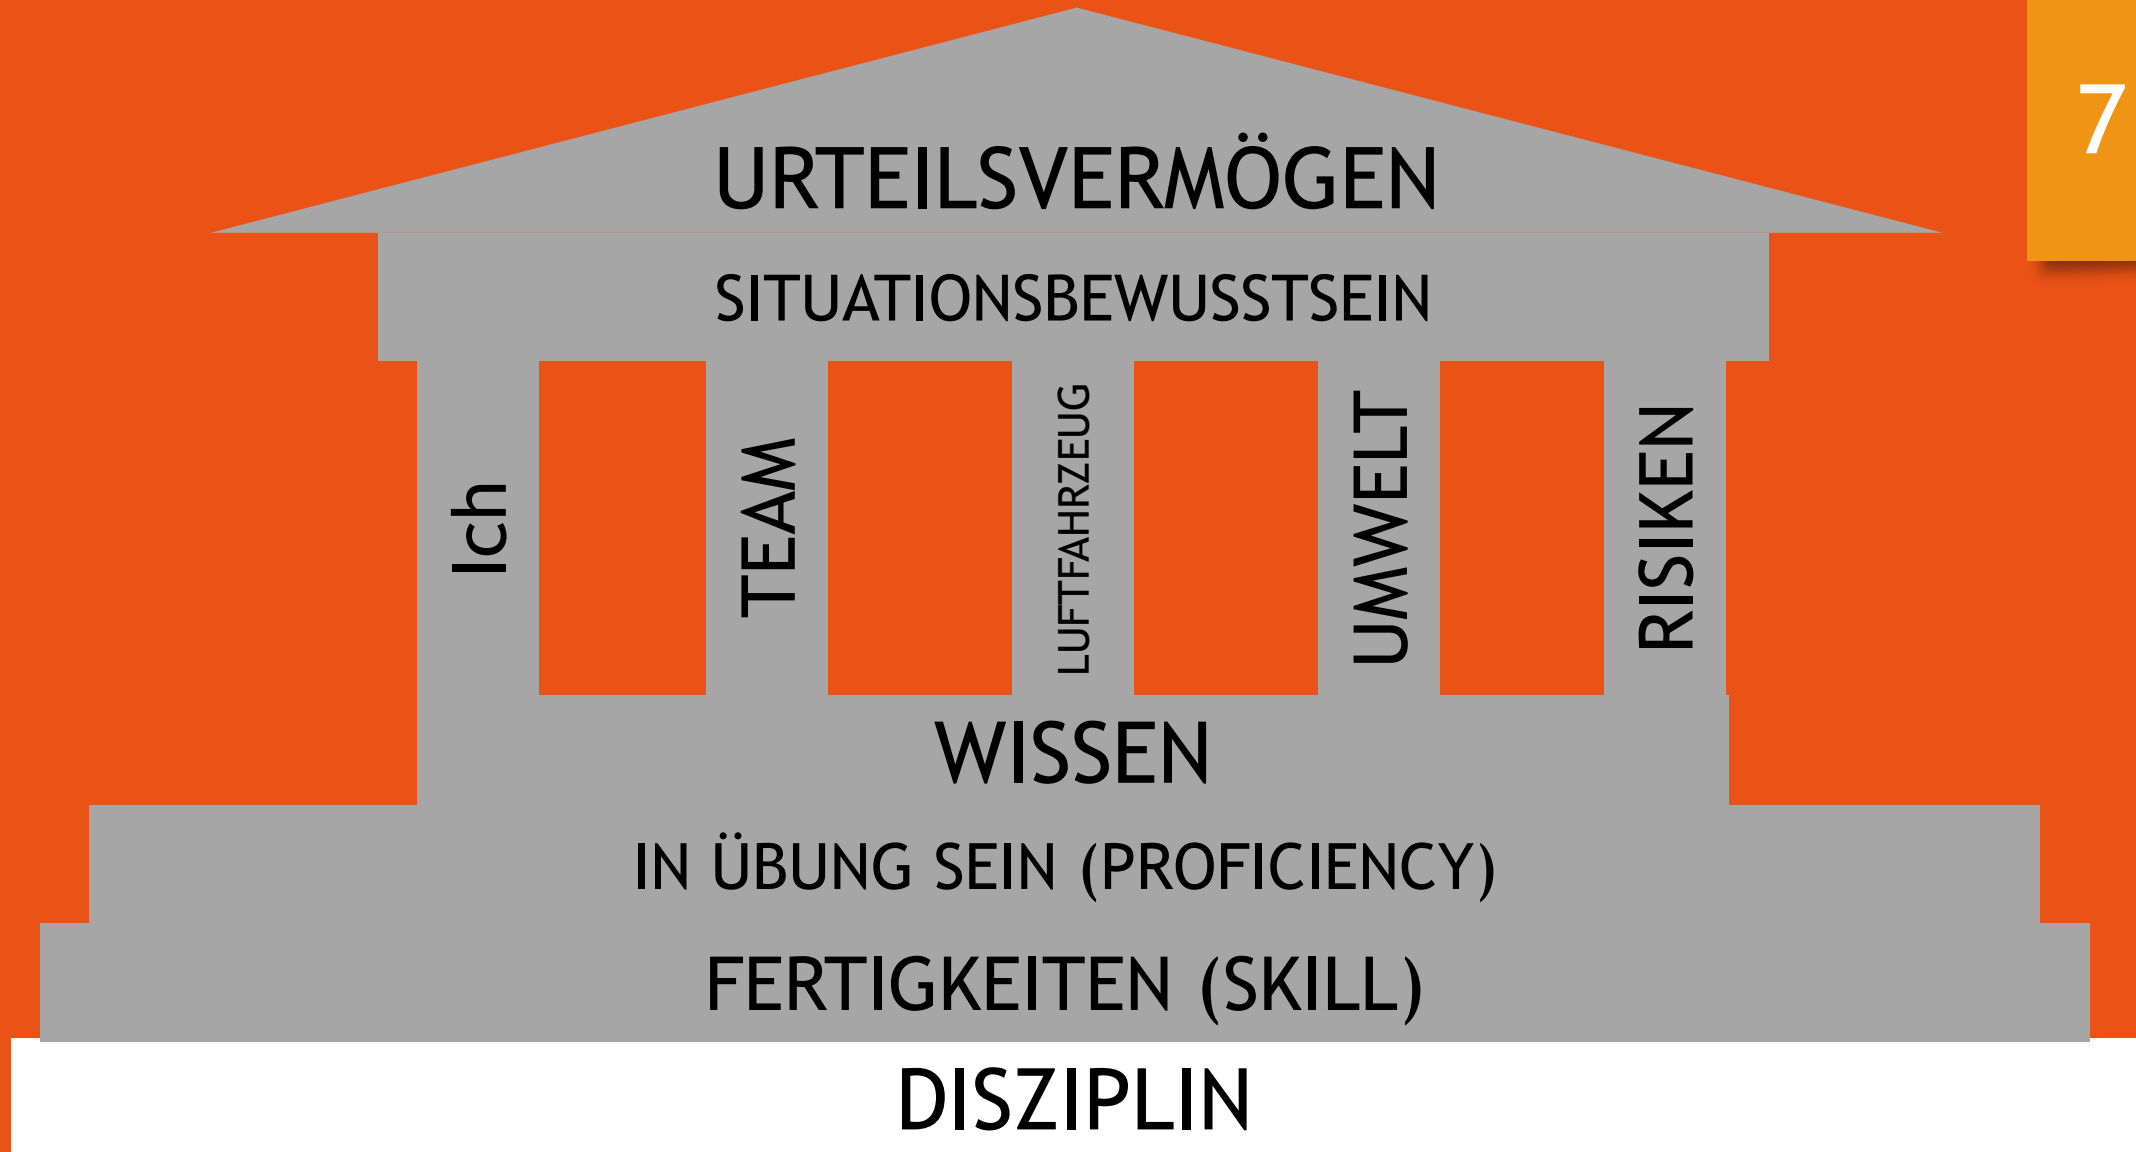 7
URTEILSVERMÖGEN
SITUATIONSBEWUSSTSEIN
Ich
TEAM
LUFTFAHRZEUG
UMWELT
RISIKEN
WISSEN
IN ÜBUNG SEIN (PROFICIENCY)
FERTIGKEITEN (SKILL)
DISZIPLIN